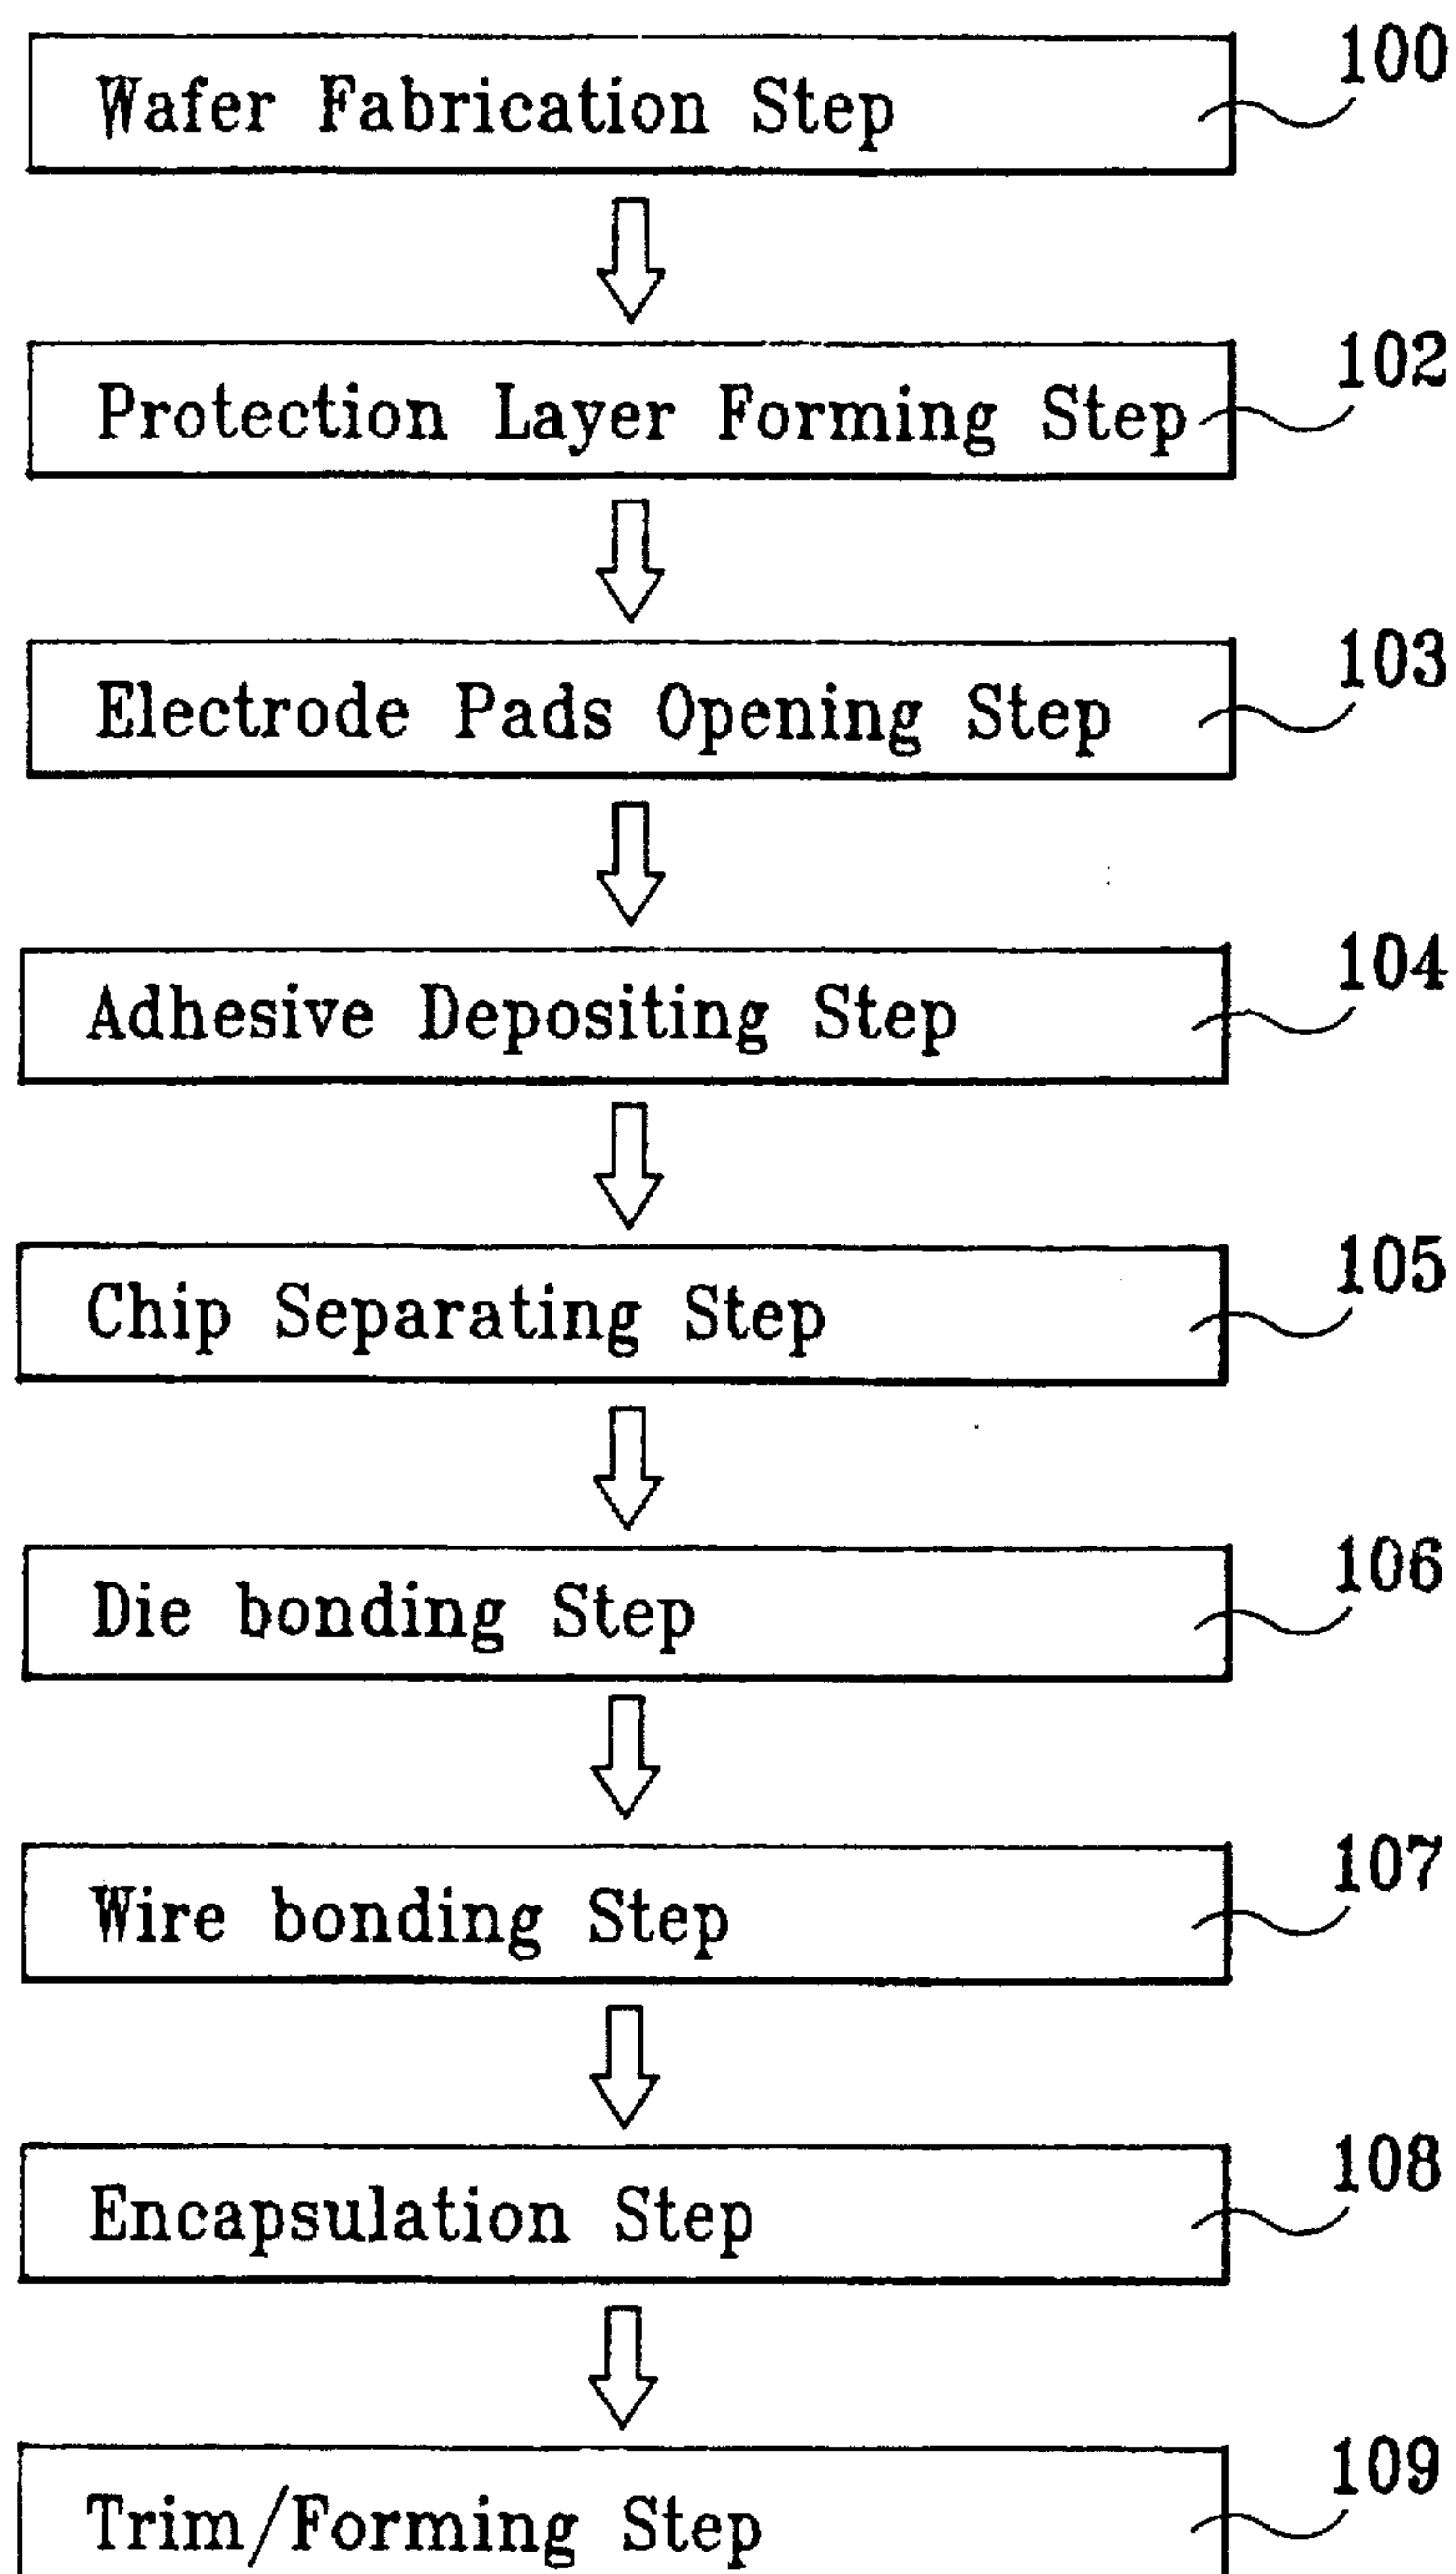 Wafer Fabrication Step 100
Protection Layer Forming Step 102
Electrode Pads Opening Step 103
Adhesive Depositing Step 104
Chip Separating Step 105
Die bonding Step 106
Wire bonding Step 107
Encapsulation Step 108
Trim/Forming Step 109